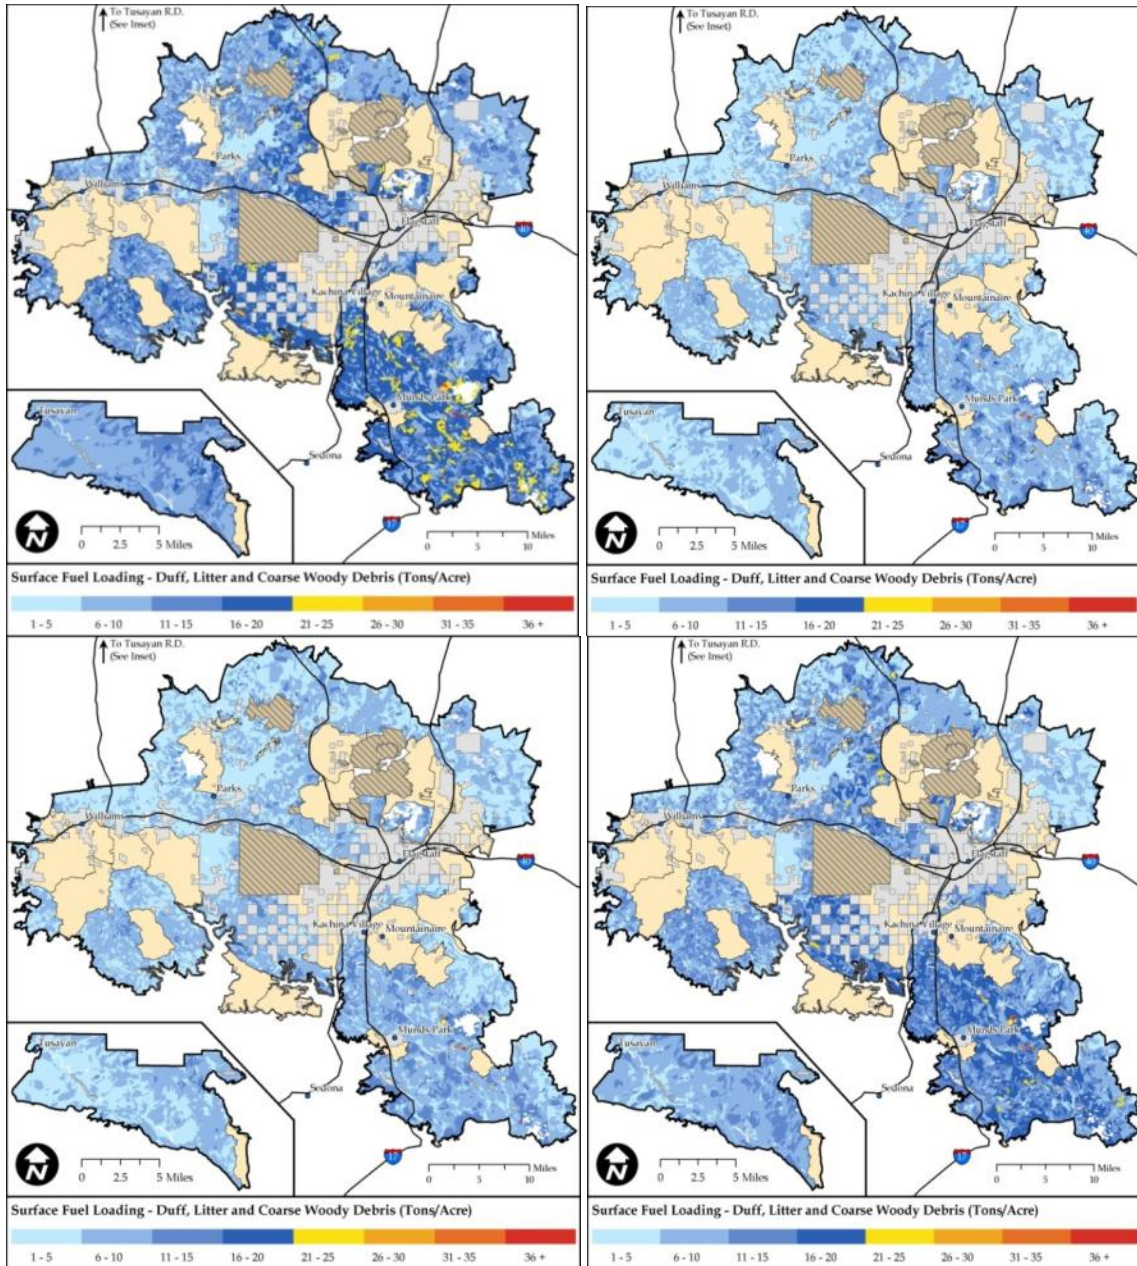 To Tusayan R.D.
(See Inset)
Parks
Williams
Flagstaff
40
Kachina Village
Mountainaire
Munds Park
Tusayan
Sedona
17
N
0 2.5 5 Miles
Miles
0 5 10
Surface Fuel Loading - Duff, Litter and Coarse Woody Debris (Tons/Acre)
1 - 5 6 - 10 11 - 15 16 - 20 21 - 25 26 - 30 31 - 35 36 +
To Tusayan R.D.
(See Inset)
Parks
Williams
Flagstaff
40
Kachina Village
Mountainaire
Munds Park
Tusayan
Sedona
17
N
0 2.5 5 Miles
Miles
0 5 10
Surface Fuel Loading - Duff, Litter and Coarse Woody Debris (Tons/Acre)
1 - 5 6 - 10 11 - 15 16 - 20 21 - 25 26 - 30 31 - 35 36 +
To Tusayan R.D.
(See Inset)
Parks
Williams
Flagstaff
40
Kachina Village
Mountainaire
Munds Park
Tusayan
Sedona
17
N
0 2.5 5 Miles
Miles
0 5 10
Surface Fuel Loading - Duff, Litter and Coarse Woody Debris (Tons/Acre)
1 - 5 6 - 10 11 - 15 16 - 20 21 - 25 26 - 30 31 - 35 36 +
To Tusayan R.D.
(See Inset)
Parks
Williams
Flagstaff
40
Kachina Village
Mountainaire
Munds Park
Tusayan
Sedona
17
N
0 2.5 5 Miles
Miles
0 5 10
Surface Fuel Loading - Duff, Litter and Coarse Woody Debris (Tons/Acre)
1 - 5 6 - 10 11 - 15 16 - 20 21 - 25 26 - 30 31 - 35 36 +